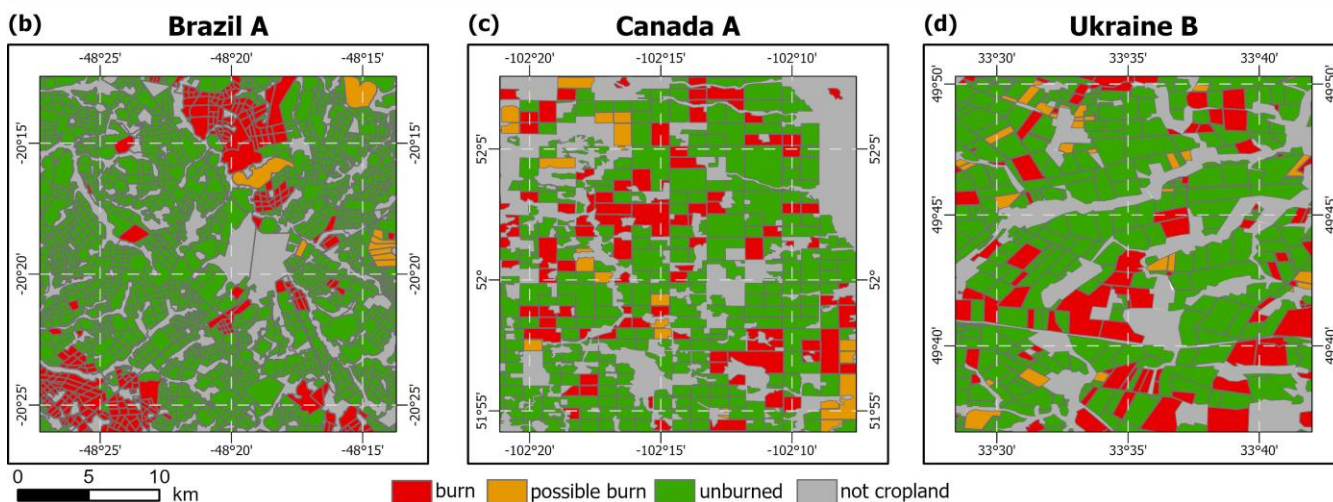 (b) Brazil A
-48°25' -48°20' -48°15'
-20°15' -20°15'
-20°20' -20°20'
-20°25' -20°25'
-48°25' -48°20' -48°15'
(c) Canada A
-102°20' -102°15' -102°10'
52°5' 52°5'
52° 52°
51°55' 51°55'
-102°20' -102°15' -102°10'
(d) Ukraine B
33°30' 33°35' 33°40'
49°50' 49°50'
49°45' 49°45'
49°40' 49°40'
33°30' 33°35' 33°40'
0 5 10
km
burn possible burn unburned not cropland